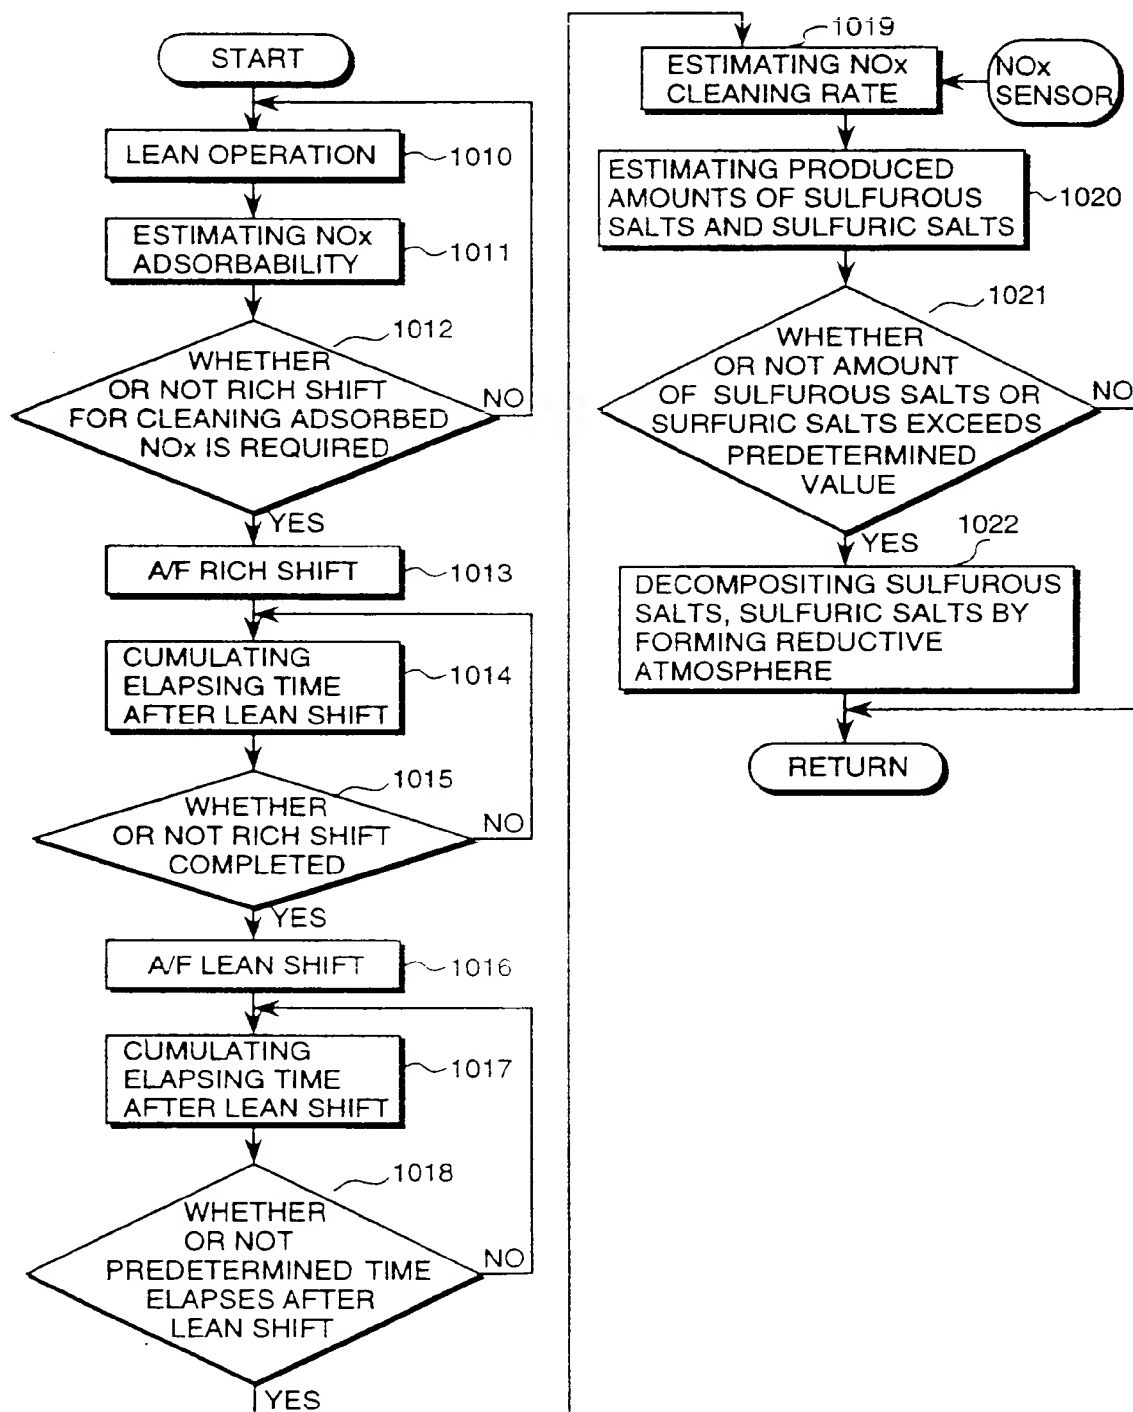 START
LEAN OPERATION
1010
ESTIMATING NOx
ADSORBABILITY
1011
1012
WHETHER
OR NOT RICH SHIFT
FOR CLEANING ADSORBED
NOx IS REQUIRED
NO
YES
A/F RICH SHIFT
1013
CUMULATING
ELAPSING TIME
AFTER LEAN SHIFT
1014
1015
WHETHER
OR NOT RICH SHIFT
COMPLETED
NO
YES
A/F LEAN SHIFT
1016
CUMULATING
ELAPSING TIME
AFTER LEAN SHIFT
1017
1018
WHETHER
OR NOT
PREDETERMINED TIME
ELAPSES AFTER
LEAN SHIFT
NO
YES
1019
ESTIMATING NOx
CLEANING RATE
NOx
SENSOR
ESTIMATING PRODUCED
AMOUNTS OF SULFUROUS
SALTS AND SULFURIC SALTS
1020
1021
WHETHER
OR NOT AMOUNT
OF SULFUROUS SALTS OR
SURFURIC SALTS EXCEEDS
PREDETERMINED
VALUE
NO
YES
1022
DECOMPOSITING SULFUROUS
SALTS, SULFURIC SALTS BY
FORMING REDUCTIVE
ATMOSPHERE
RETURN